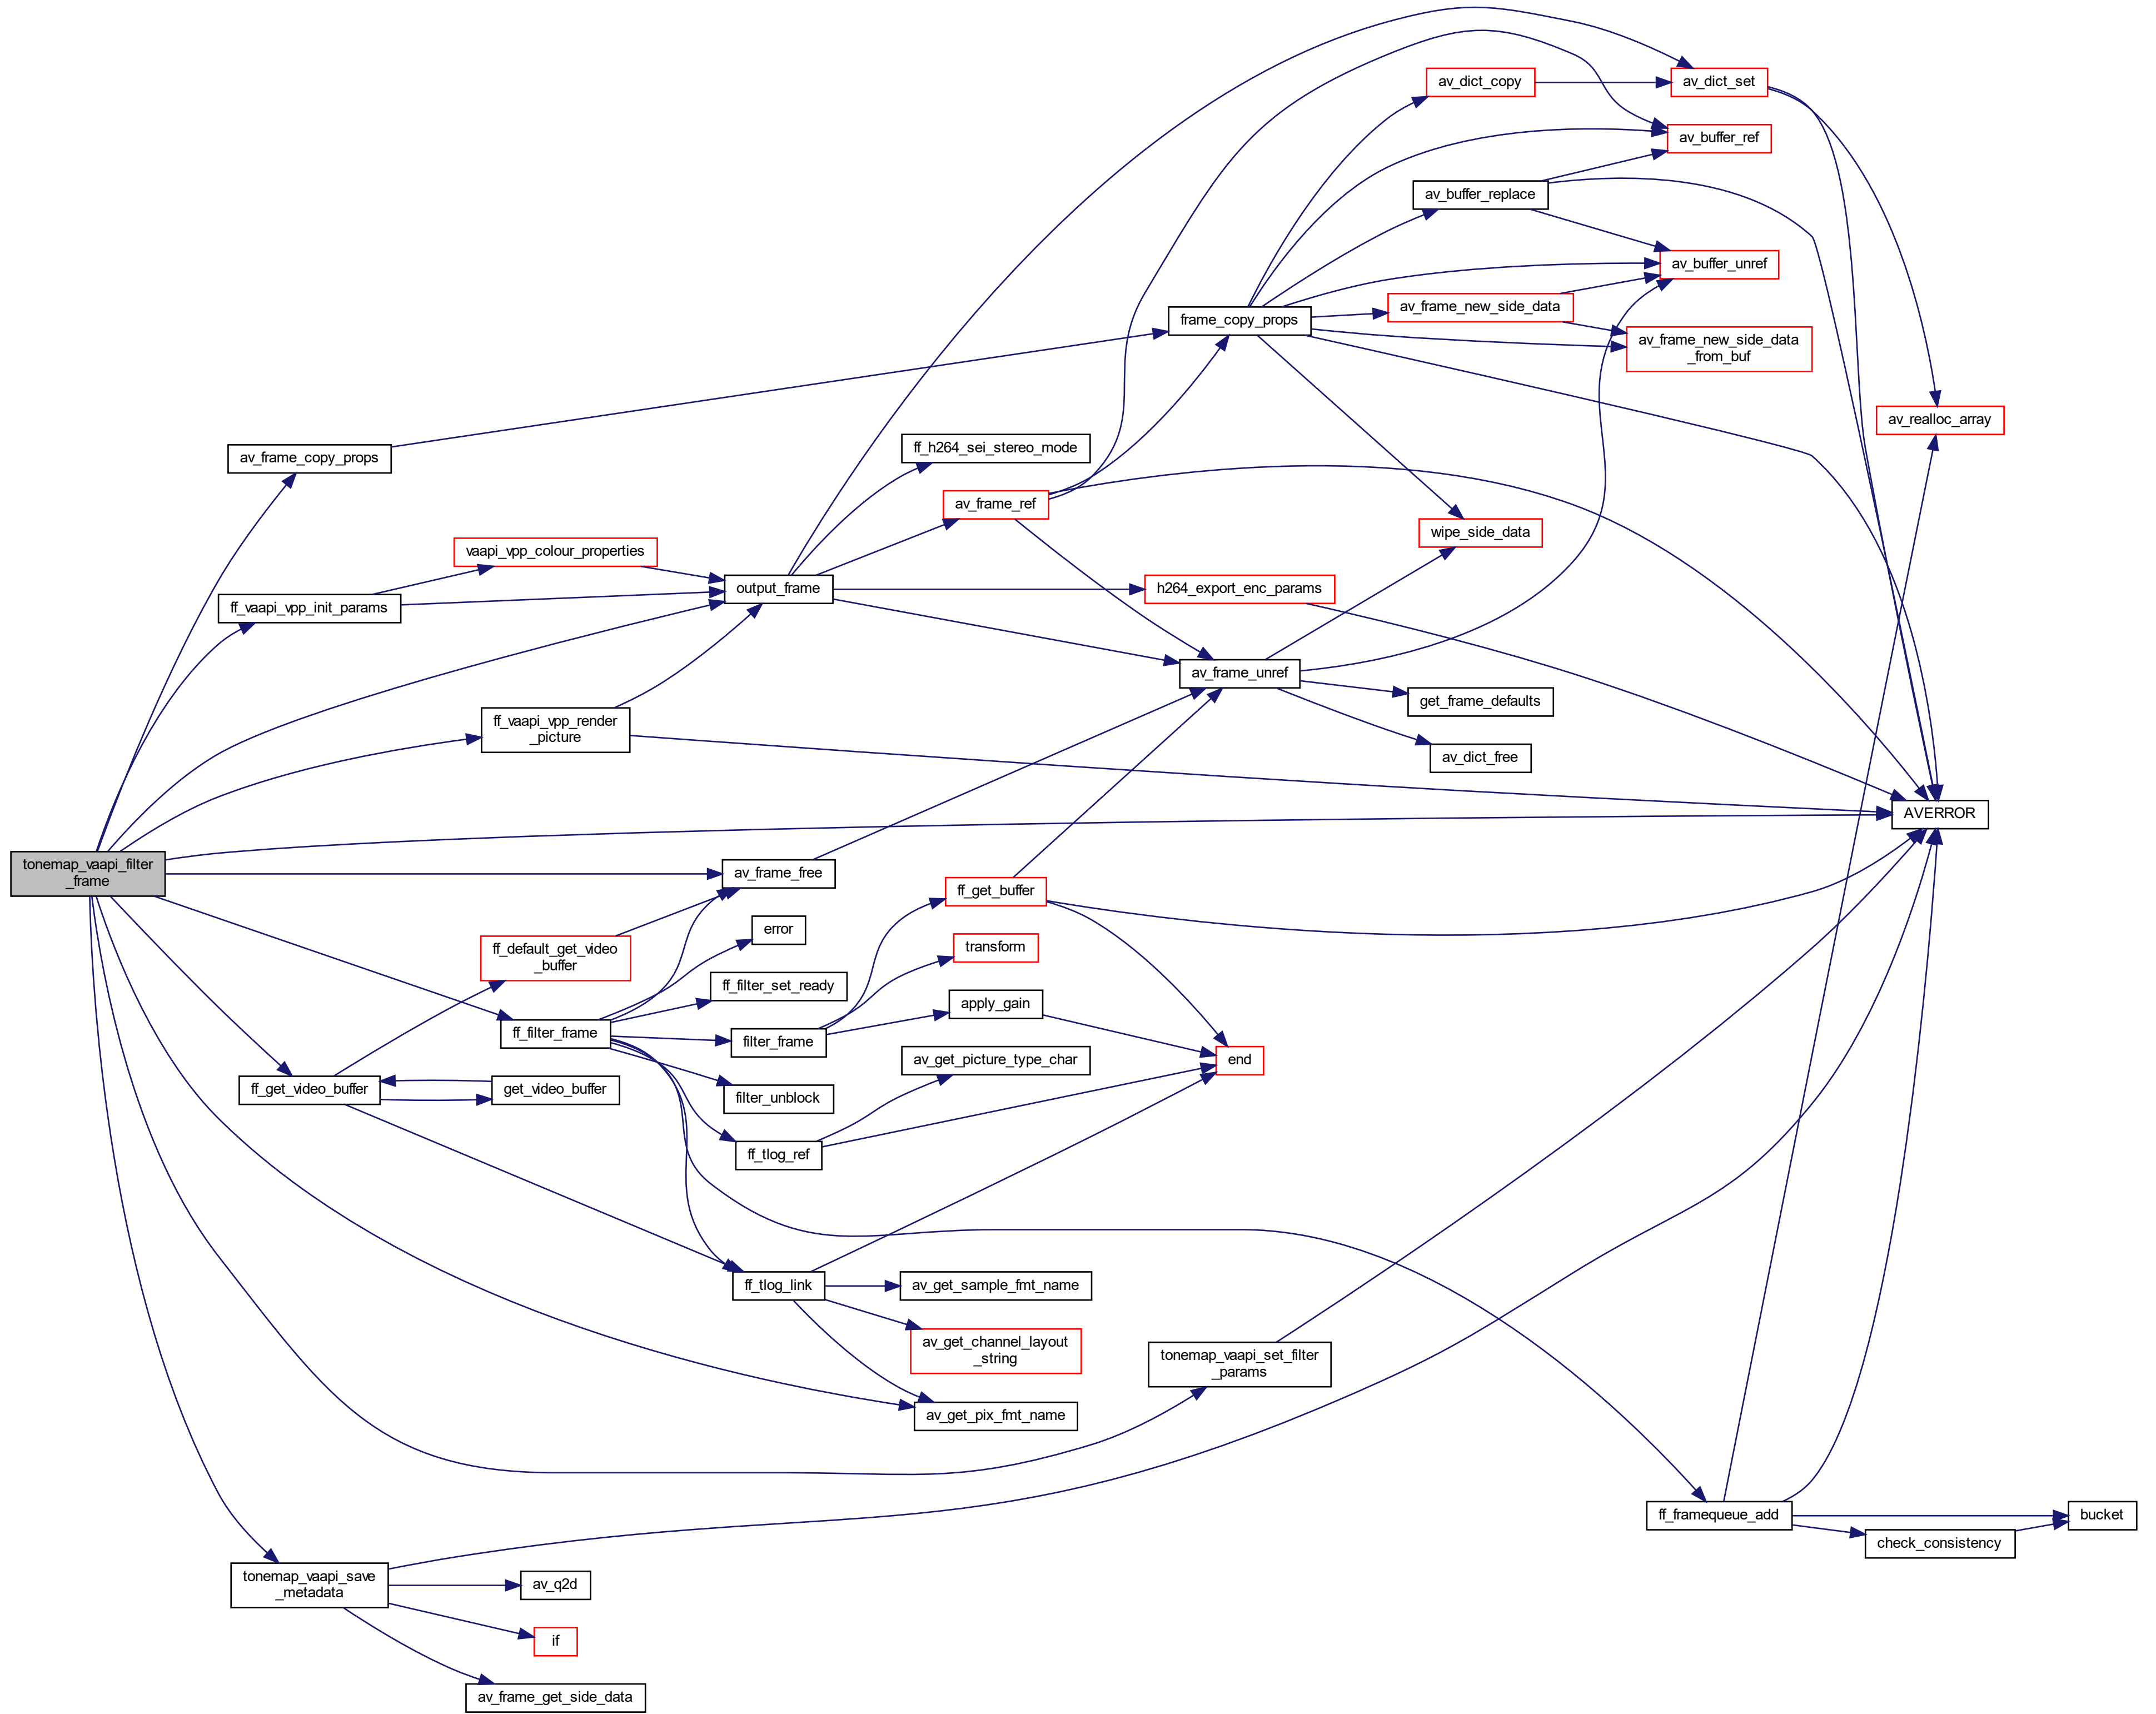 av_dict_copy
av_dict_set
av_buffer_ref
av_buffer_replace
av_buffer_unref
av_frame_new_side_data
frame_copy_props
av_frame_new_side_data
_from_buf
av_realloc_array
ff_h264_sei_stereo_mode
av_frame_copy_props
av_frame_ref
wipe_side_data
vaapi_vpp_colour_properties
output_frame
h264_export_enc_params
ff_vaapi_vpp_init_params
av_frame_unref
get_frame_defaults
ff_vaapi_vpp_render
_picture
av_dict_free
AVERROR
tonemap_vaapi_filter
_frame
av_frame_free
ff_get_buffer
error
transform
ff_default_get_video
_buffer
ff_filter_set_ready
apply_gain
ff_filter_frame
filter_frame
av_get_picture_type_char
end
ff_get_video_buffer
get_video_buffer
filter_unblock
ff_tlog_ref
ff_tlog_link
av_get_sample_fmt_name
av_get_channel_layout
_string
tonemap_vaapi_set_filter
_params
av_get_pix_fmt_name
ff_framequeue_add
bucket
check_consistency
tonemap_vaapi_save
_metadata
av_q2d
if
av_frame_get_side_data